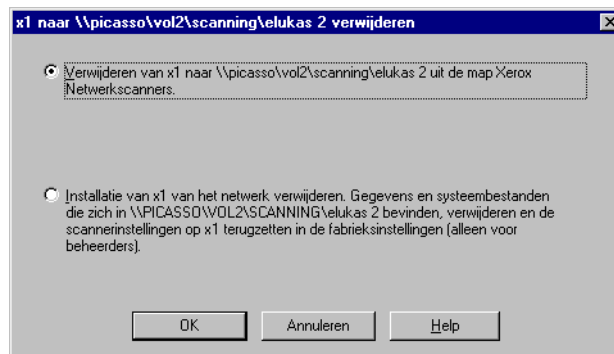 x1 naar \\picasso\vol2\scanning\elukas 2 verwijderen
Verwijderen van x1 naar \\picasso\vol2\scanning\elukas 2 uit de map Xerox
Netwerkscanners.
Installatie van x1 van het netwerk verwijderen. Gegevens en systeembestanden
die zich in \\PICASSO\VOL2\SCANNING\elukas 2 bevinden, verwijderen en de
scannerinstellingen op x1 terugzetten in de fabrieksinstellingen (alleen voor
beheerders).
OK
Annuleren
Help